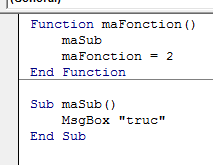 (General)
Function maFonction()
maSub
maFonction = 2
End Function
Sub maSub()
MsgBox "truc"
End Sub